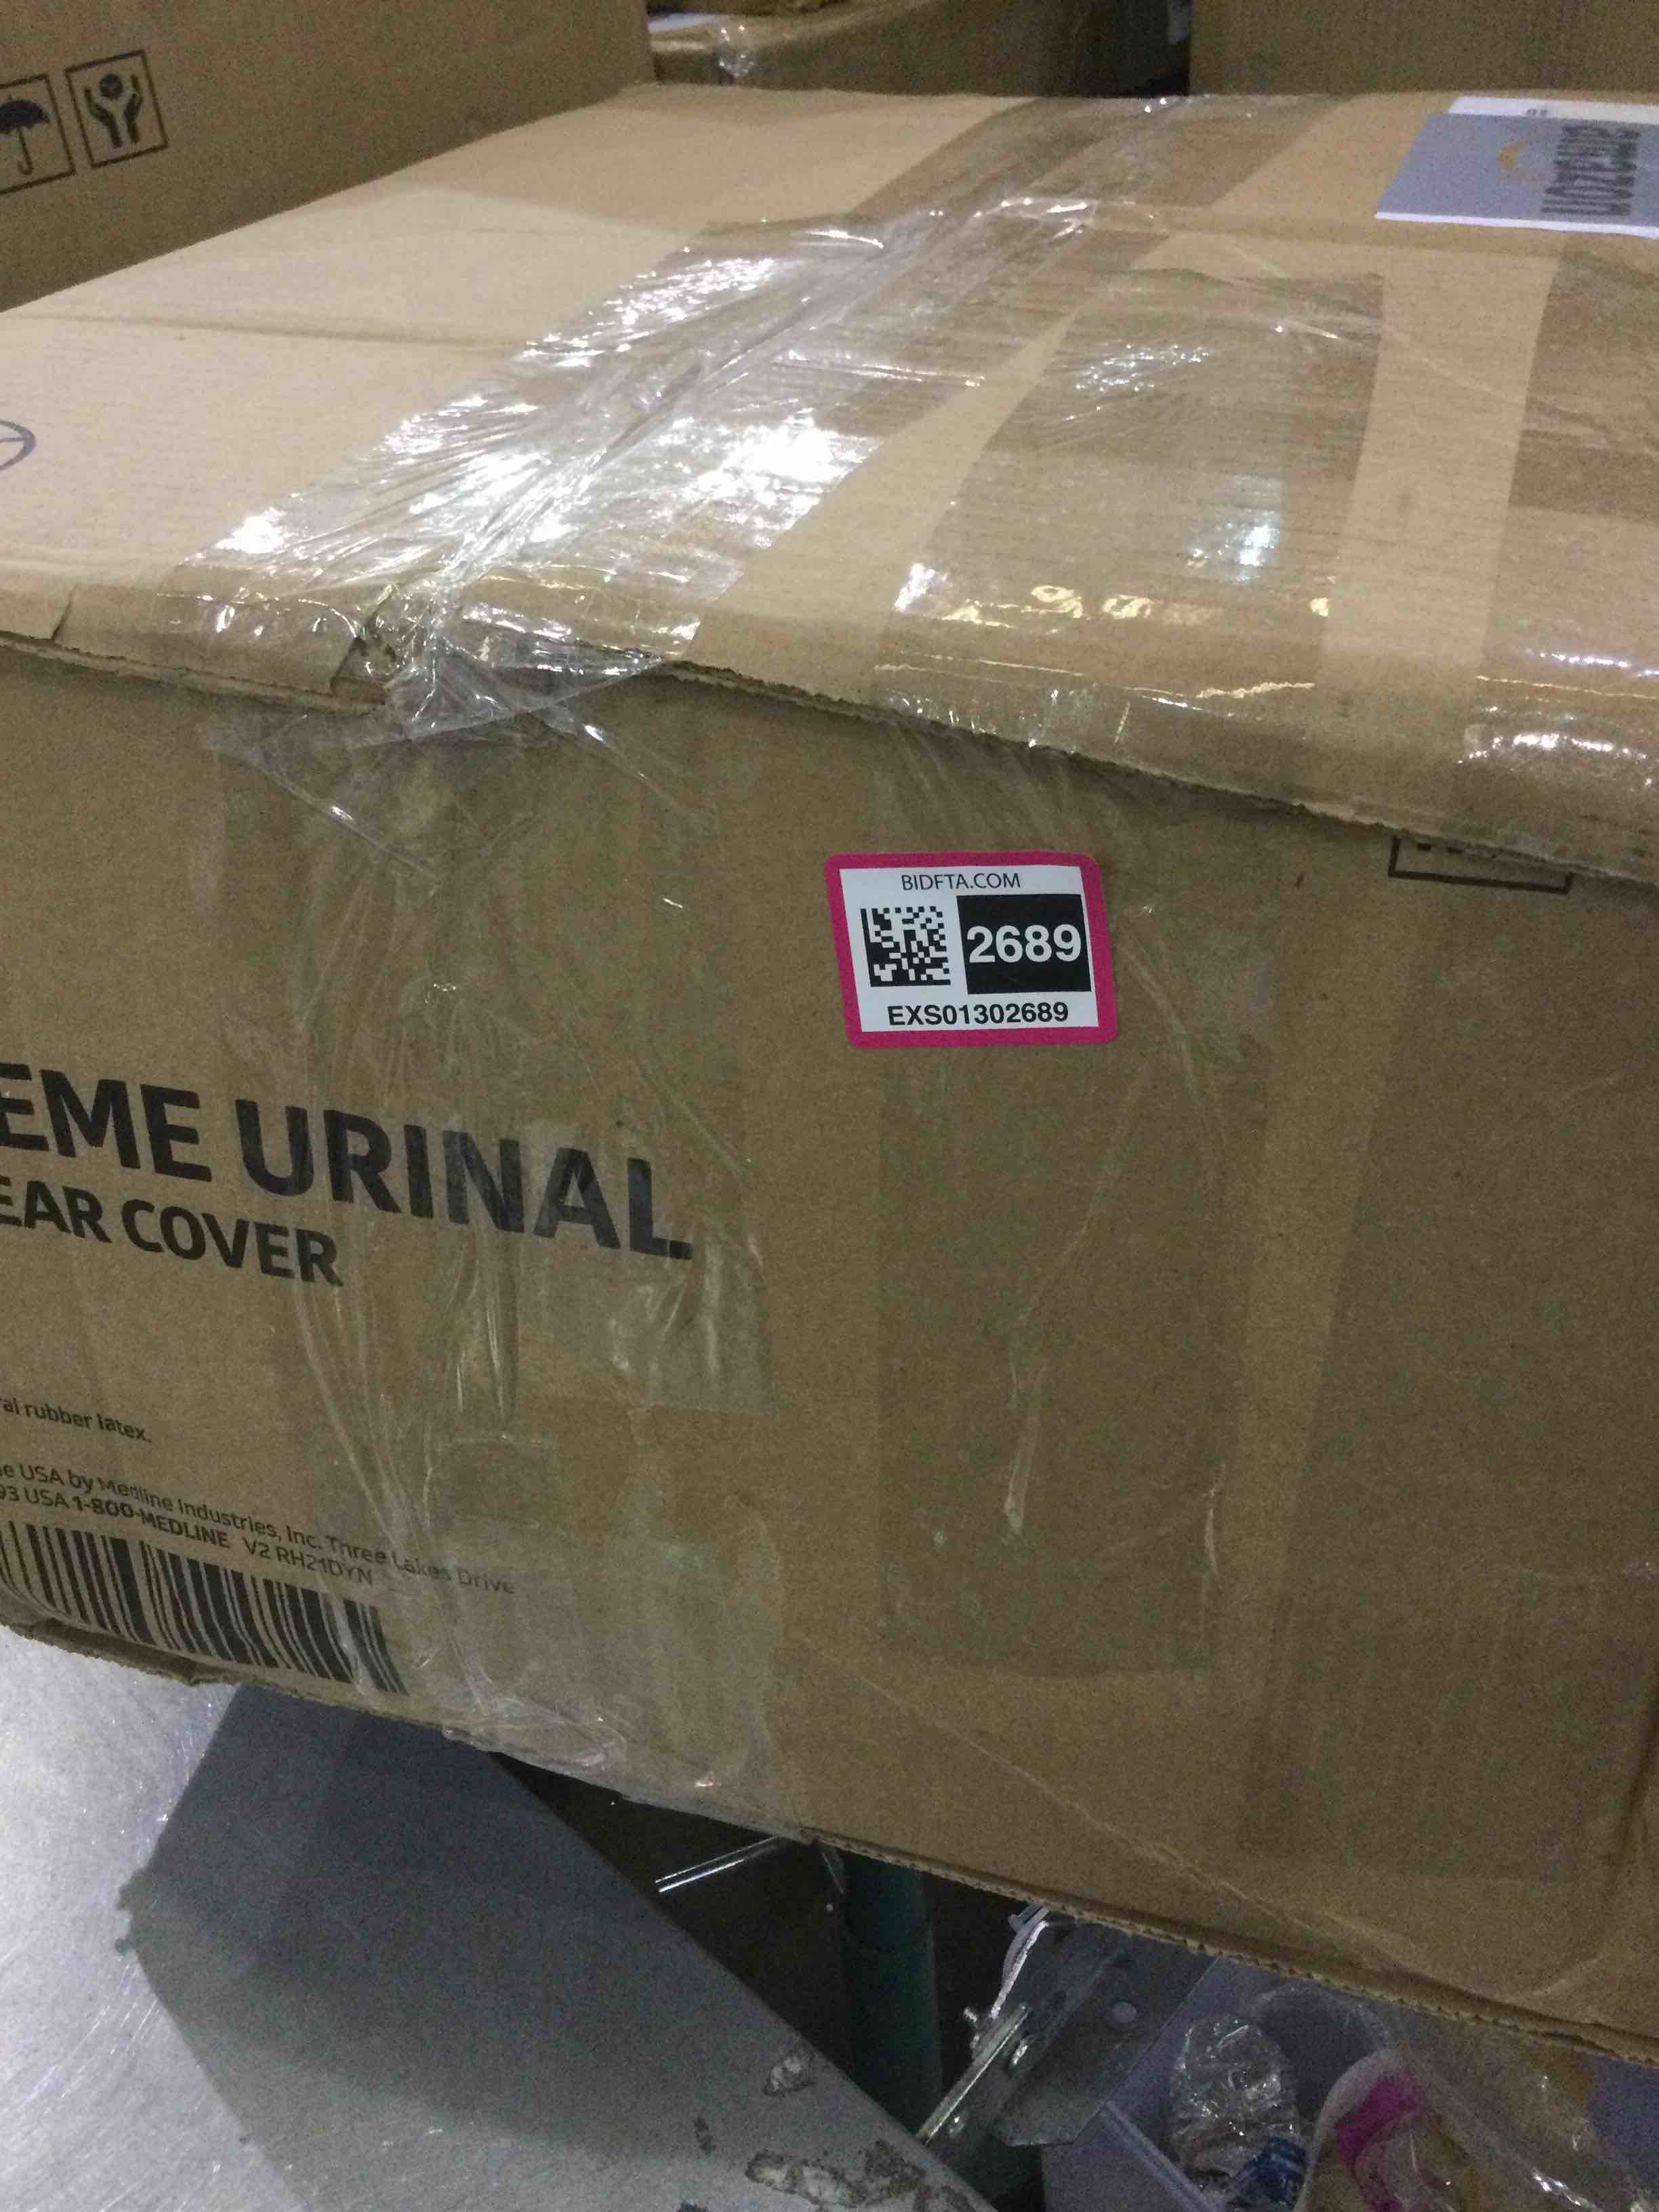 amazon
BIDFTA.COM
2689
EXS01302689
EME URINAL
EAR COVER
al rubber latex.
e USA by Medline Industries, Inc. Three Lakes Drive
93 USA 1-800-MEDLINE V2 RH21DYN